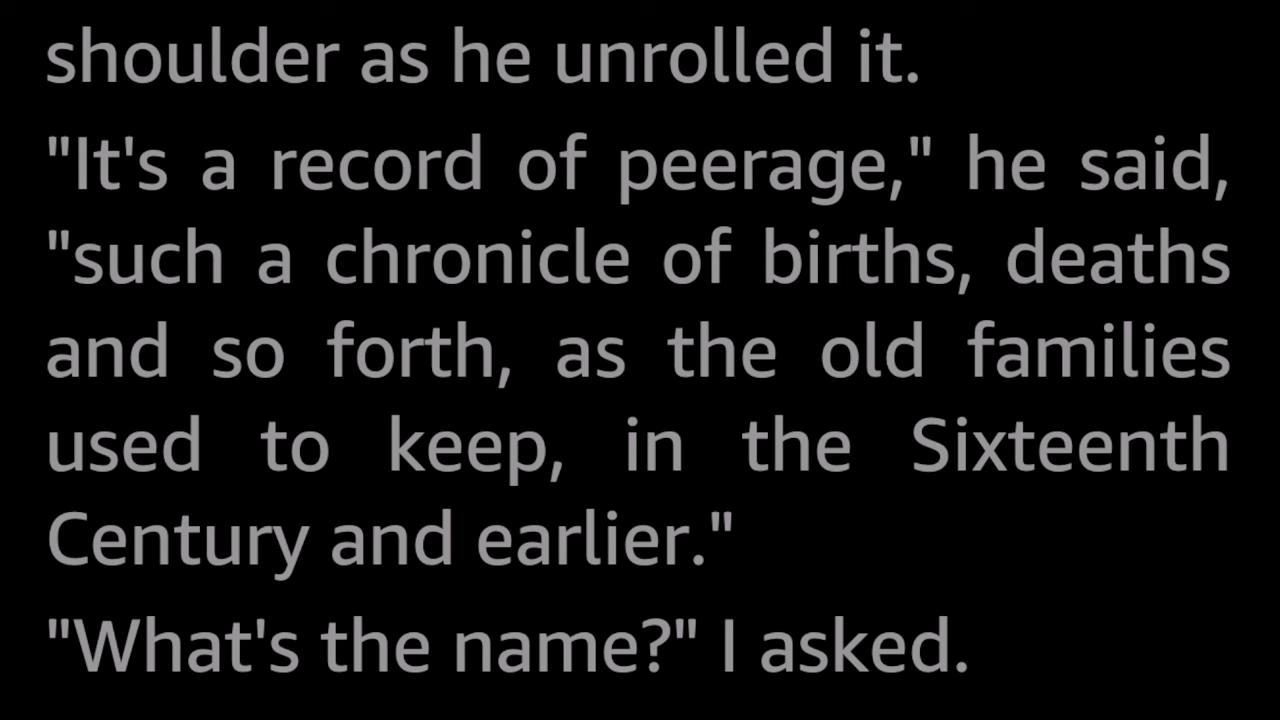 shoulder as he unrolled it.
"It's a record of peerage," he said,
"such a chronicle of births, deaths
and so forth, as the old families
used to keep, in the Sixteenth
Century and earlier."
"What's the name?" I asked.